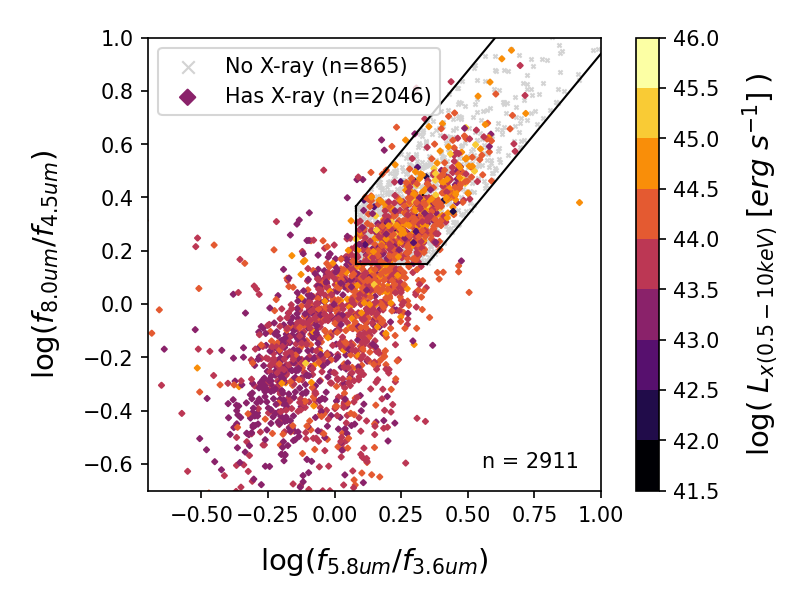 1.0
0.8
0.6
0.4
0.2
0.0
−0.2
−0.4
−0.6
log(f8.0um/f4.5um)
No X-ray (n=865)
Has X-ray (n=2046)
n = 2911
−0.50 −0.25 0.00 0.25 0.50 0.75 1.00
log(f5.8um/f3.6um)
46.0
45.5
45.0
44.5
44.0
43.5
43.0
42.5
42.0
41.5
log( Lx(0.5−10keV) [erg s−1] )